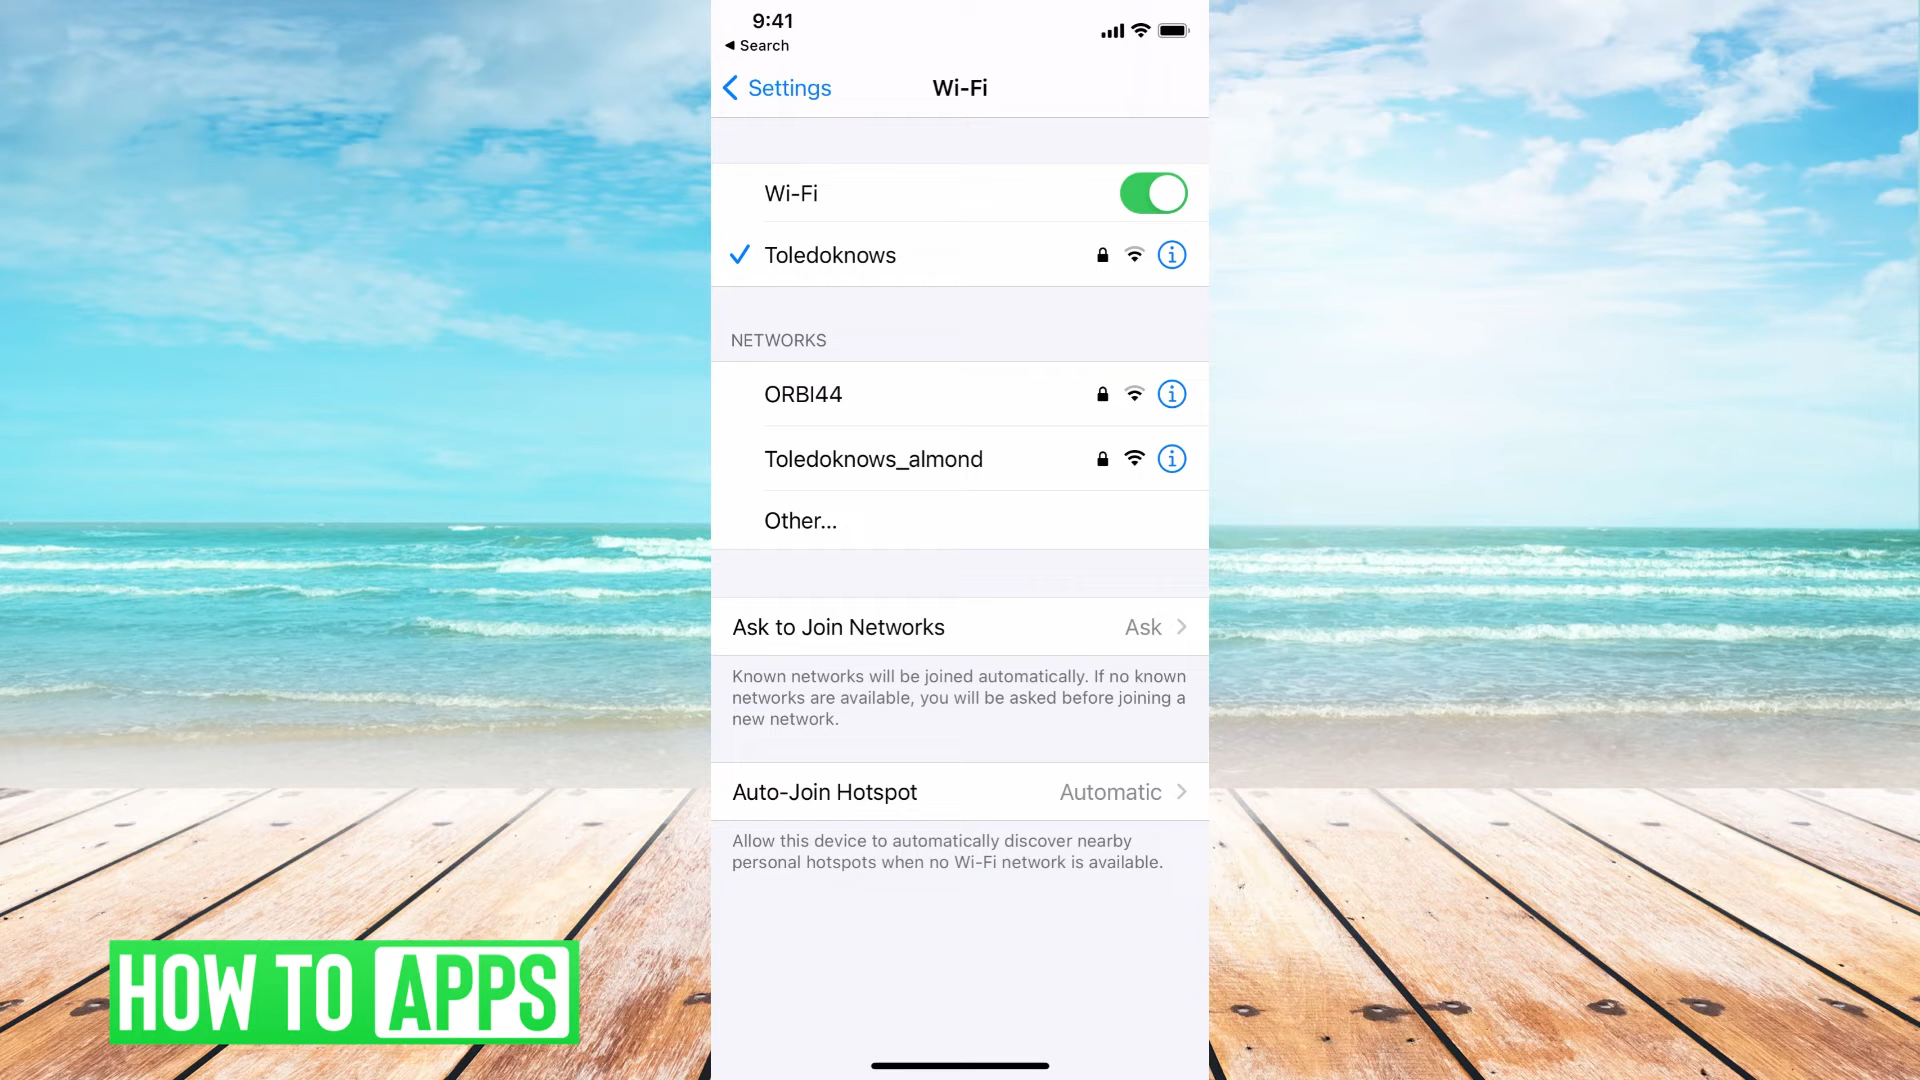 9:41
Search
Settings
Wi-Fi
Wi-Fi
Toledoknows
NETWORKS
ORBI44
Toledoknows_almond
Other...
Ask to Join Networks Ask
Known networks will be joined automatically. If no known
networks are available, you will be asked before joining a
new network.
Auto-Join Hotspot Automatic
Allow this device to automatically discover nearby
personal hotspots when no Wi-Fi network is available.
HOW TO APPS